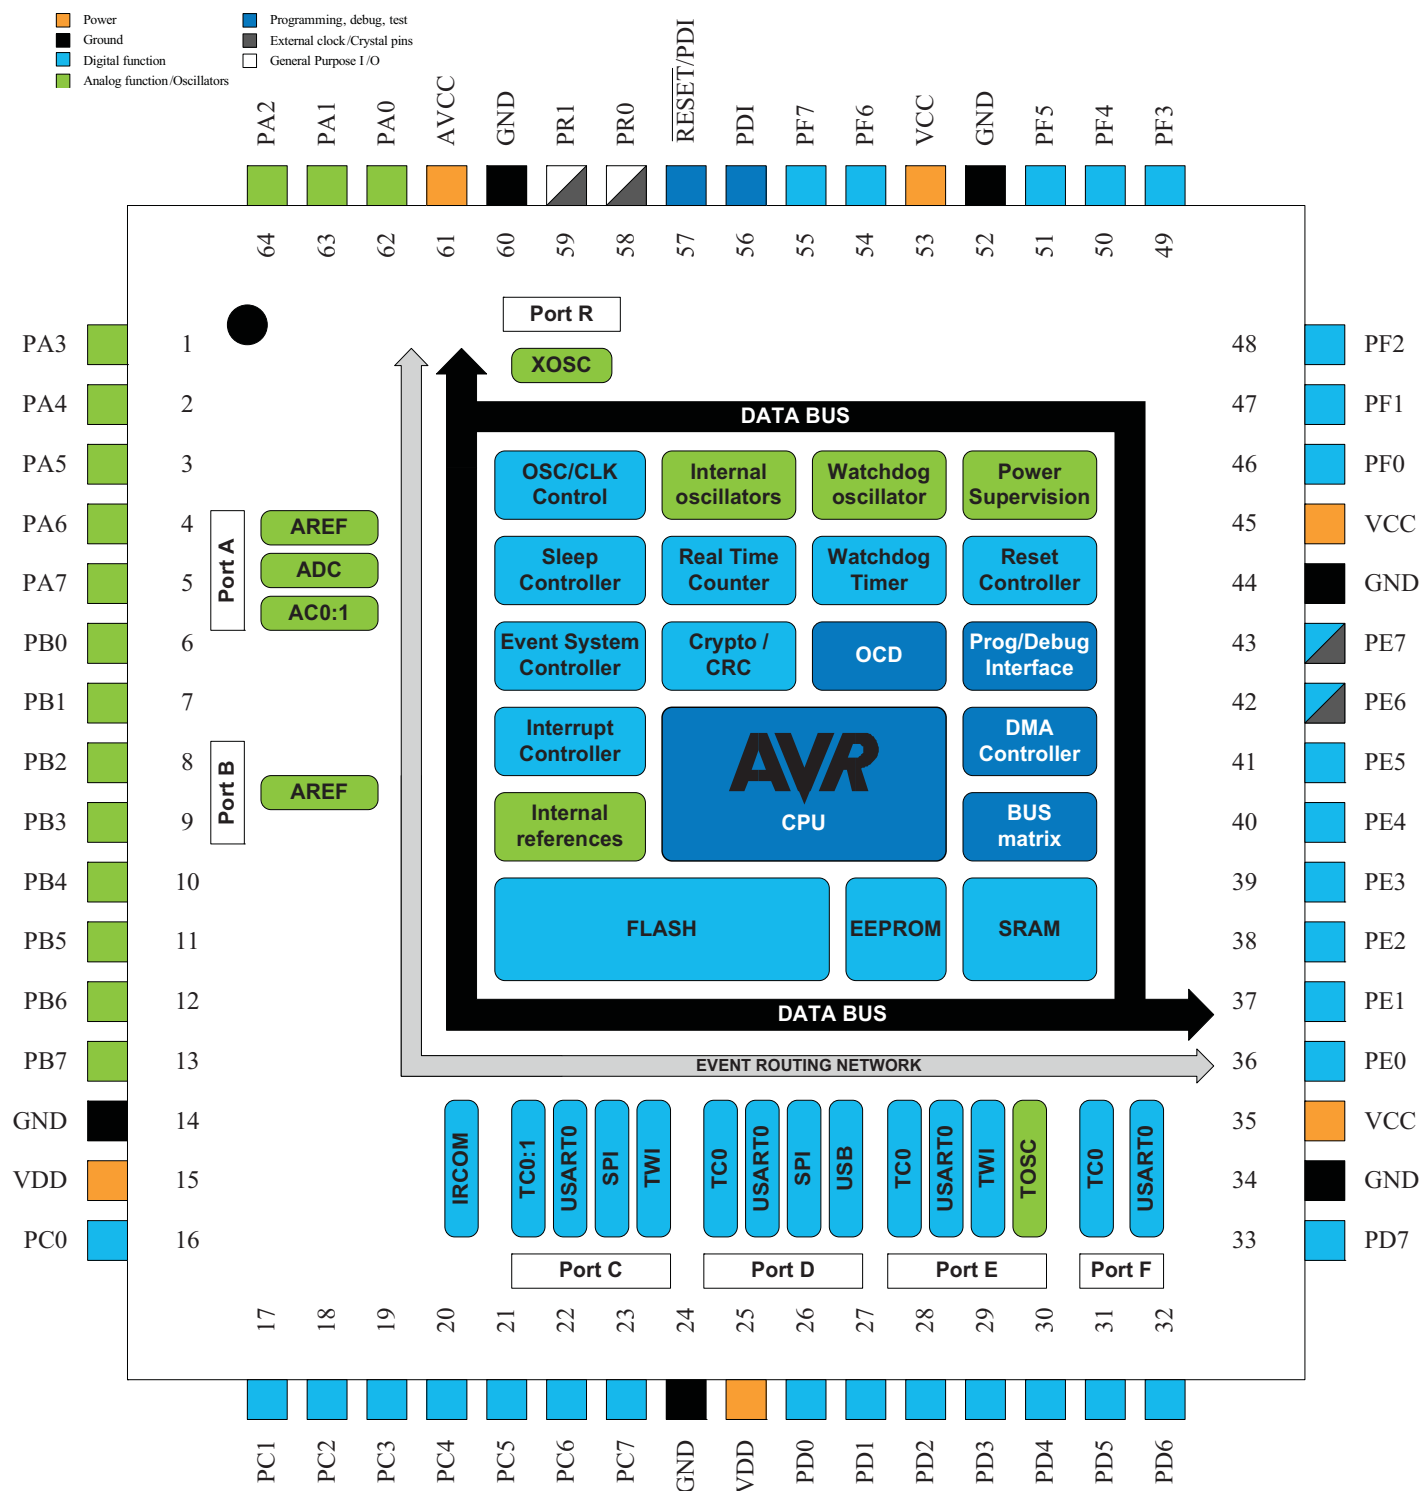 Power
Ground
Digital function
Analog function/Oscillators
Programming, debug, test
External clock/Crystal pins
General Purpose I/O
PA2
PA1
PA0
AVCC
GND
PR1
PR0
RESET/PDI
PDI
PF7
PF6
VCC
GND
PF5
PF4
PF3
64
63
62
61
60
59
58
57
56
55
54
53
52
51
50
49
PA3 1
PA4 2
PA5 3
PA6 4
PA7 5
PB0 6
PB1 7
PB2 8
PB3 9
PB4 10
PB5 11
PB6 12
PB7 13
GND 14
VDD 15
PC0 16
Port A
AREF
ADC
AC0:1
Port B
AREF
Port R
XOSC
DATA BUS
OSC/CLK
Control
Internal
oscillators
Watchdog
oscillator
Power
Supervision
Sleep
Controller
Real Time
Counter
Watchdog
Timer
Reset
Controller
Event System
Controller
Crypto /
CRC
OCD
Prog/Debug
Interface
Interrupt
Controller
AVR
CPU
DMA
Controller
Internal
references
BUS
matrix
FLASH
EEPROM
SRAM
DATA BUS
EVENT ROUTING NETWORK
IRCOM
TC0:1
USART0
SPI
TWI
TC0
USART0
SPI
USB
TC0
USART0
TWI
TOSC
TC0
USART0
Port C
Port D
Port E
Port F
48 PF2
47 PF1
46 PF0
45 VCC
44 GND
43 PE7
42 PE6
41 PE5
40 PE4
39 PE3
38 PE2
37 PE1
36 PE0
35 VCC
34 GND
33 PD7
17
18
19
20
21
22
23
24
25
26
27
28
29
30
31
32
PC1
PC2
PC3
PC4
PC5
PC6
PC7
GND
VDD
PD0
PD1
PD2
PD3
PD4
PD5
PD6